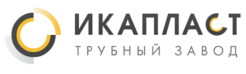 ИКАПЛАСТ
ТРУБНЫЙ ЗАВОД